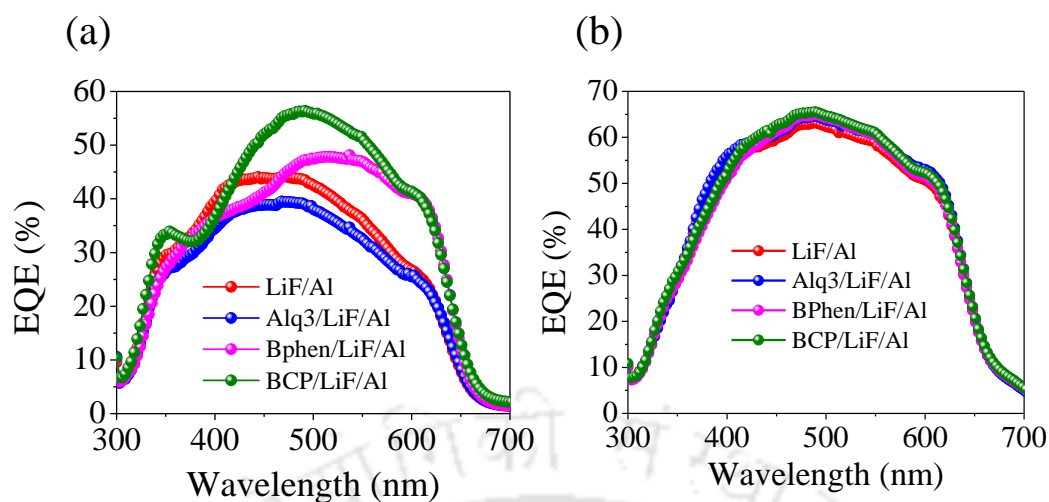 (a)
(b)
60
50
40
30
20
10
0
300
400
500
600
700
EQE (%)
Wavelength (nm)
LiF/Al
Alq3/LiF/Al
Bphen/LiF/Al
BCP/LiF/Al
70
60
50
40
30
20
10
0
300
400
500
600
700
EQE (%)
Wavelength (nm)
LiF/Al
Alq3/LiF/Al
BPhen/LiF/Al
BCP/LiF/Al